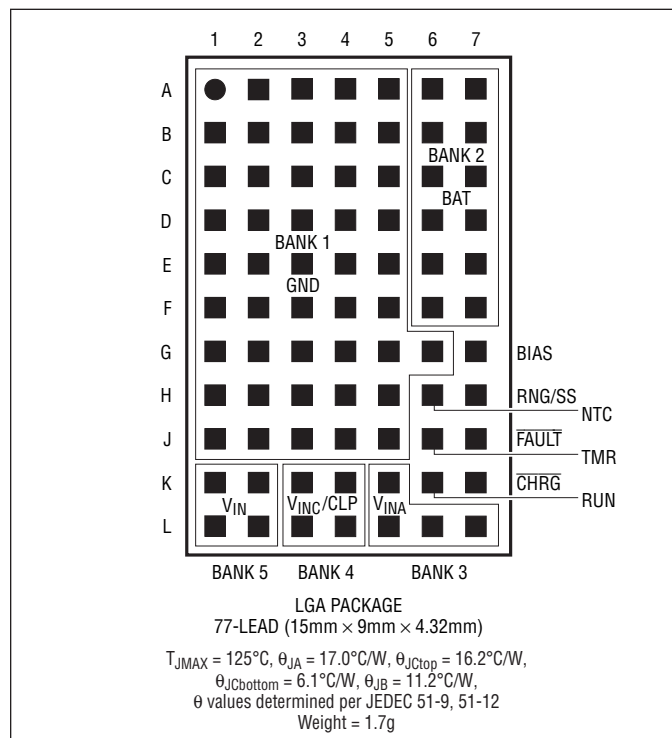 1 2 3 4 5 6 7
A
B
BANK 2
C
BAT
D
BANK 1
E
GND
F
G BIAS
H RNG/SS
NTC
J FAULT
TMR
K CHRG
VIN VINC/CLP VINA RUN
L
BANK 5 BANK 4 BANK 3
LGA PACKAGE
77-LEAD (15mm × 9mm × 4.32mm)
TJMAX = 125°C, θJA = 17.0°C/W, θJCtop = 16.2°C/W,
θJCbottom = 6.1°C/W, θJB = 11.2°C/W,
θ values determined per JEDEC 51-9, 51-12
Weight = 1.7g